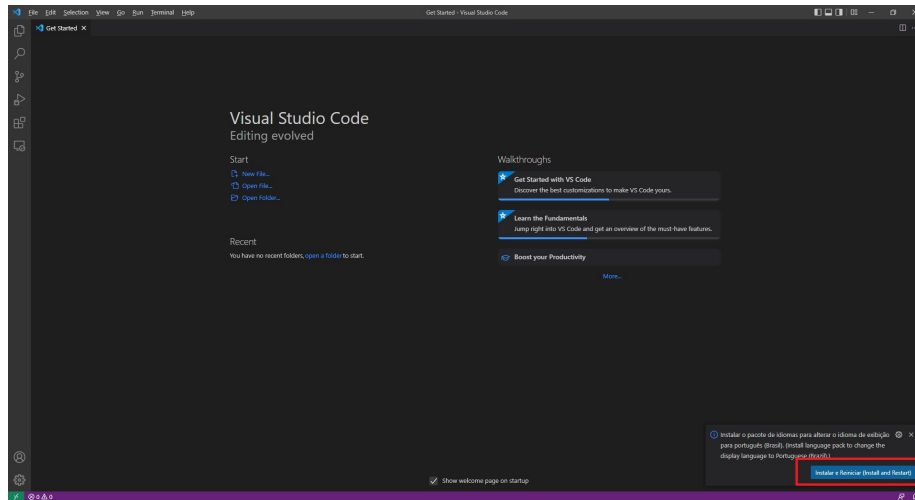 File Edit Selection View Go Run Terminal Help
Get Started - Visual Studio Code
Get Started
Visual Studio Code
Editing evolved
Start
New File...
Open File...
Open Folder...
Recent
You have no recent folders, open a folder to start.
Walkthroughs
Get Started with VS Code
Discover the best customizations to make VS Code yours.
Learn the Fundamentals
Jump right into VS Code and get an overview of the must-have features.
Boost your Productivity
More...
Instalar o pacote de idiomas para alterar o idioma de exibição
para português (Brasil). (Install language pack to change the
display language to Portuguese (Brazil).)
Instalar e Reiniciar (Install and Restart)
Show welcome page on startup
0 0